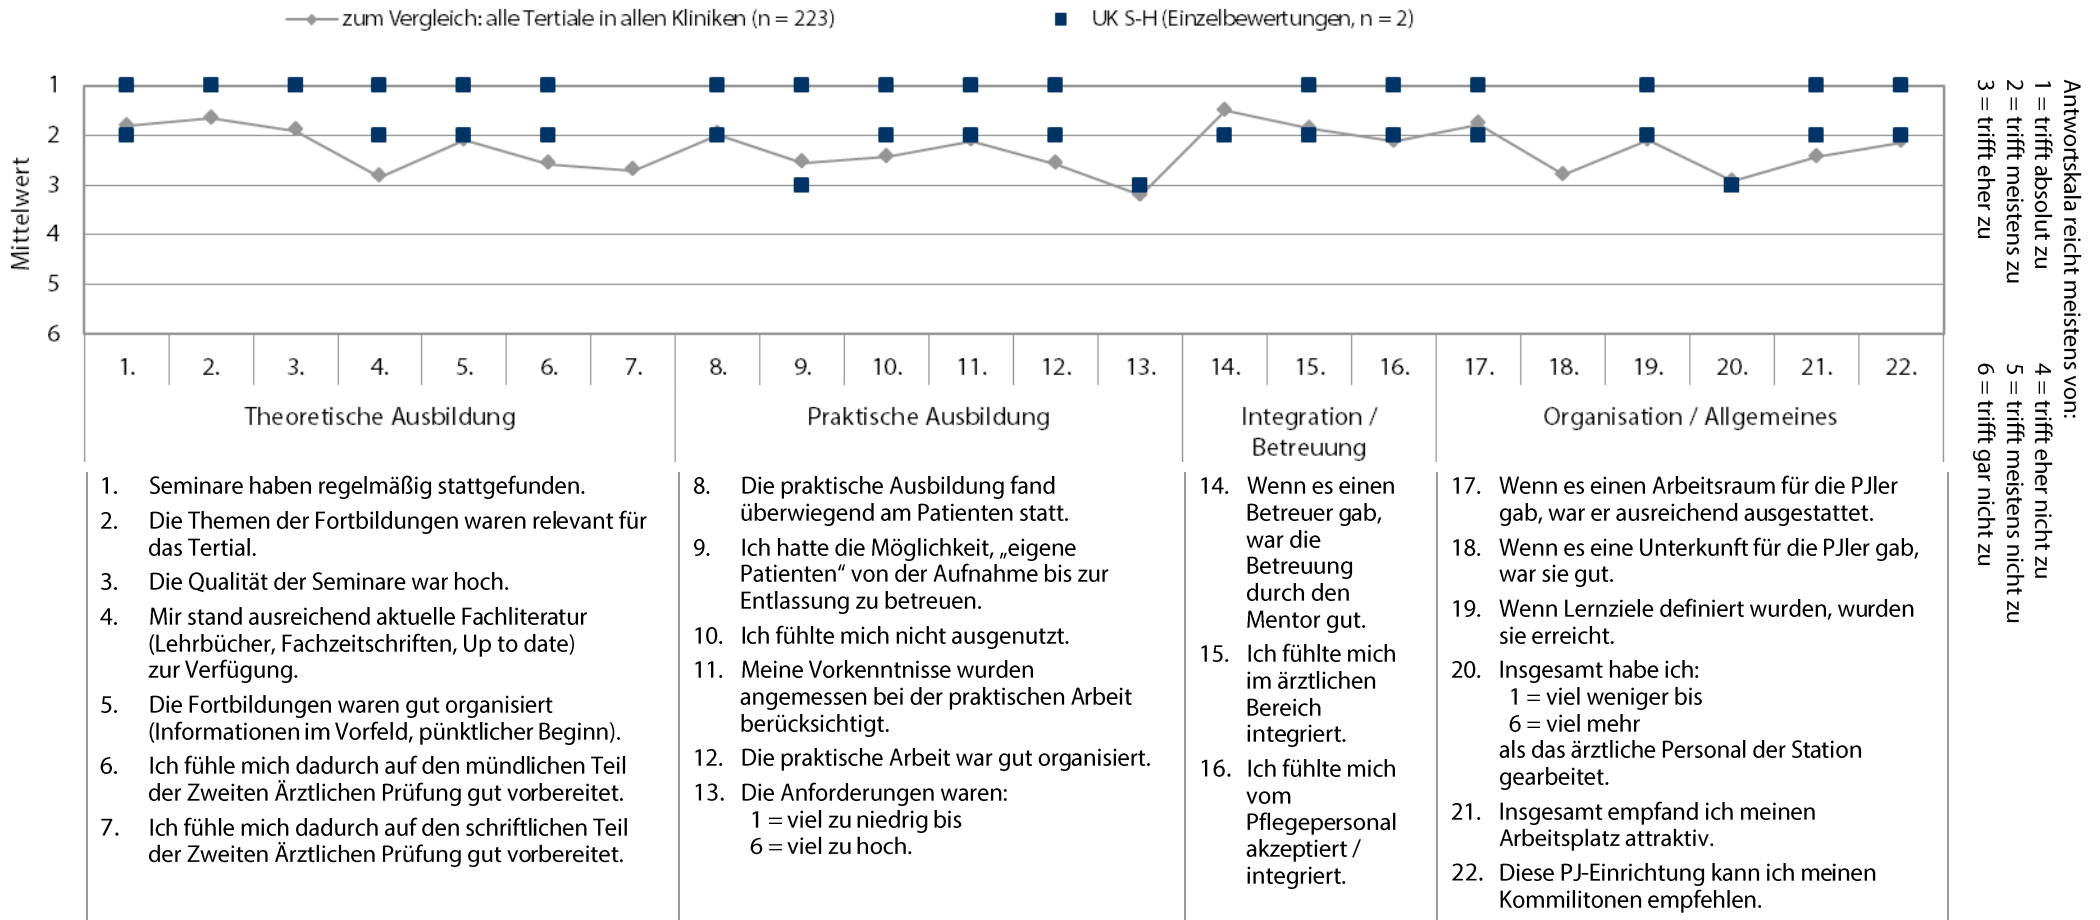 zum Vergleich: alle Tertiale in allen Kliniken (n = 223)
UK S-H (Einzelbewertungen, n = 2)
Mittelwert
1
2
3
4
5
6
1. 2. 3. 4. 5. 6. 7. 8. 9. 10. 11. 12. 13. 14. 15. 16. 17. 18. 19. 20. 21. 22.
Theoretische Ausbildung
Praktische Ausbildung
Integration /
Betreuung
Organisation / Allgemeines
1. Seminare haben regelmäßig stattgefunden.
2. Die Themen der Fortbildungen waren relevant für
das Tertial.
3. Die Qualität der Seminare war hoch.
4. Mir stand ausreichend aktuelle Fachliteratur
(Lehrbücher, Fachzeitschriften, Up to date)
zur Verfügung.
5. Die Fortbildungen waren gut organisiert
(Informationen im Vorfeld, pünktlicher Beginn).
6. Ich fühle mich dadurch auf den mündlichen Teil
der Zweiten Ärztlichen Prüfung gut vorbereitet.
7. Ich fühle mich dadurch auf den schriftlichen Teil
der Zweiten Ärztlichen Prüfung gut vorbereitet.
8. Die praktische Ausbildung fand
überwiegend am Patienten statt.
9. Ich hatte die Möglichkeit, „eigene
Patienten“ von der Aufnahme bis zur
Entlassung zu betreuen.
10. Ich fühlte mich nicht ausgenutzt.
11. Meine Vorkenntnisse wurden
angemessen bei der praktischen Arbeit
berücksichtigt.
12. Die praktische Arbeit war gut organisiert.
13. Die Anforderungen waren:
1 = viel zu niedrig bis
6 = viel zu hoch.
14. Wenn es einen
Betreuer gab,
war die
Betreuung
durch den
Mentor gut.
15. Ich fühlte mich
im ärztlichen
Bereich
integriert.
16. Ich fühlte mich
vom
Pflegepersonal
akzeptiert /
integriert.
17. Wenn es einen Arbeitsraum für die PJler
gab, war er ausreichend ausgestattet.
18. Wenn es eine Unterkunft für die PJler gab,
war sie gut.
19. Wenn Lernziele definiert wurden, wurden
sie erreicht.
20. Insgesamt habe ich:
1 = viel weniger bis
6 = viel mehr
als das ärztliche Personal der Station
gearbeitet.
21. Insgesamt empfand ich meinen
Arbeitsplatz attraktiv.
22. Diese PJ-Einrichtung kann ich meinen
Kommilitonen empfehlen.
Antwortskala reicht meistens von:
1 = trifft absolut zu 4 = trifft eher nicht zu
2 = trifft meistens zu 5 = trifft meistens nicht zu
3 = trifft eher zu 6 = trifft gar nicht zu